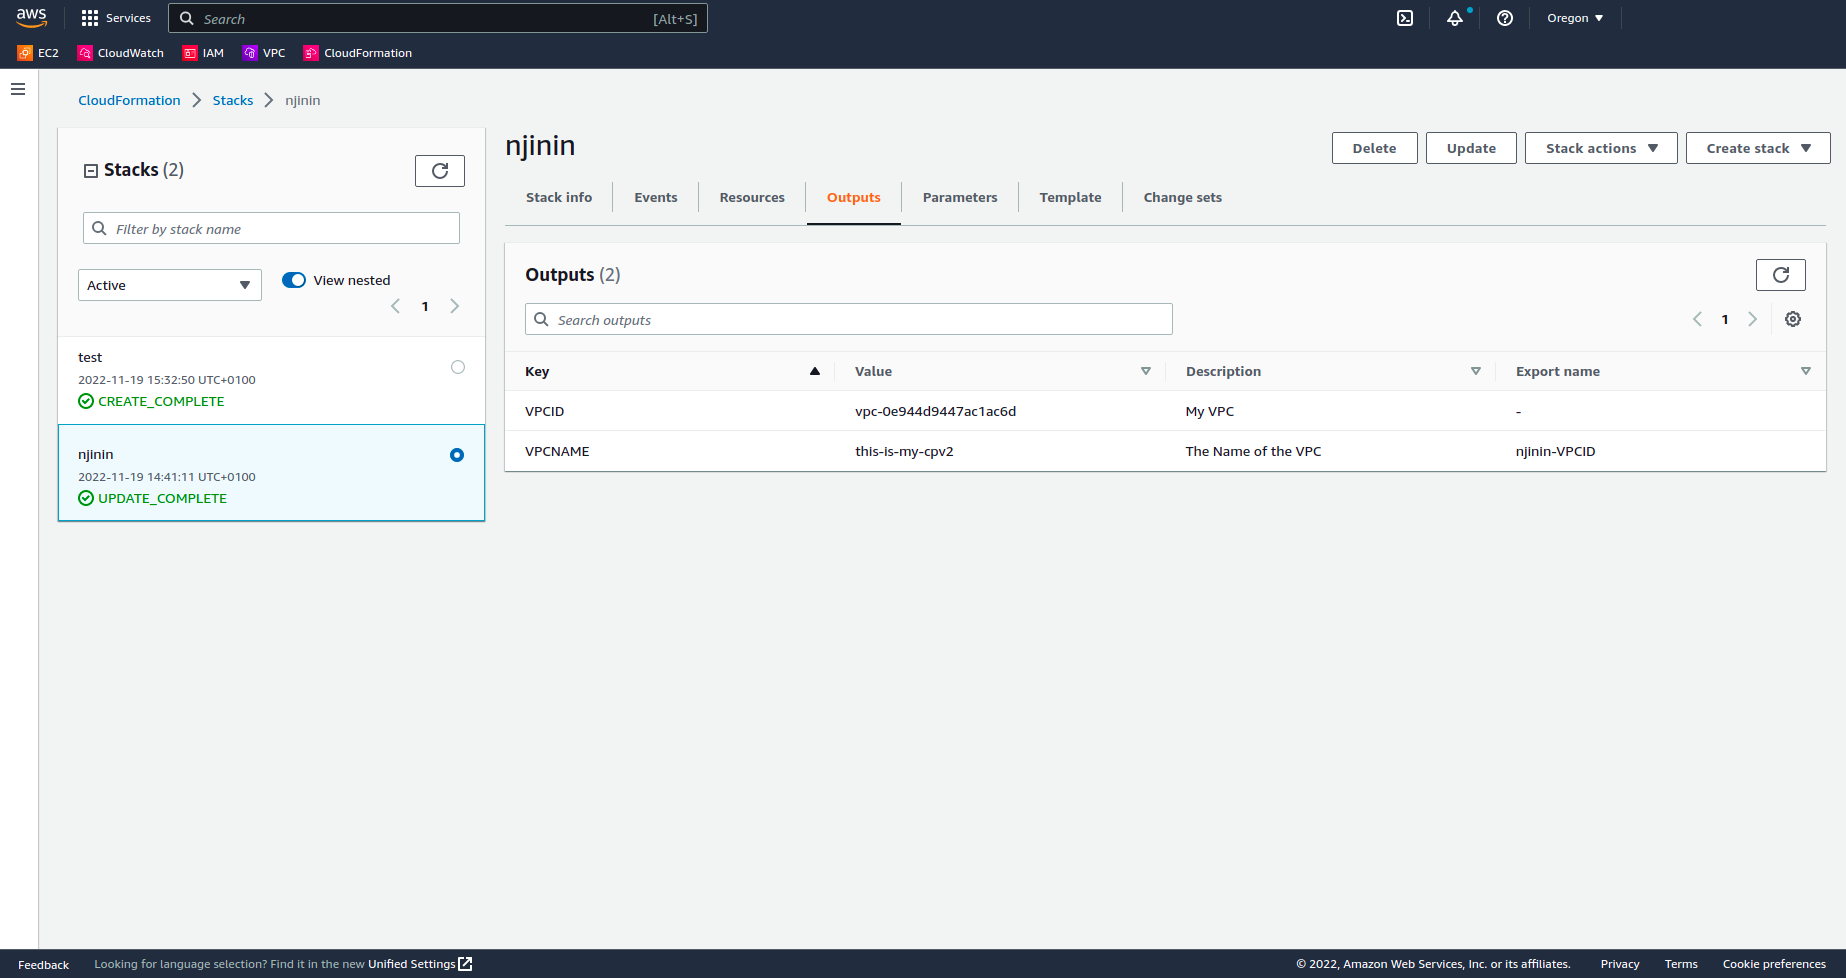 aws
Services
Search
[Alt+S]
Oregon
EC2
CloudWatch
IAM
VPC
CloudFormation
CloudFormation
Stacks
njinin
Stacks (2)
Filter by stack name
Active
View nested
1
test
2022-11-19 15:32:50 UTC+0100
CREATE_COMPLETE
njinin
2022-11-19 14:41:11 UTC+0100
UPDATE_COMPLETE
njinin
Delete
Update
Stack actions
Create stack
Stack info
Events
Resources
Outputs
Parameters
Template
Change sets
Outputs (2)
Search outputs
1
Key Value Description Export name
VPCID vpc-0e944d9447ac1ac6d My VPC -
VPCNAME this-is-my-cpv2 The Name of the VPC njinin-VPCID
Feedback
Looking for language selection? Find it in the new Unified Settings
© 2022, Amazon Web Services, Inc. or its affiliates.
Privacy
Terms
Cookie preferences